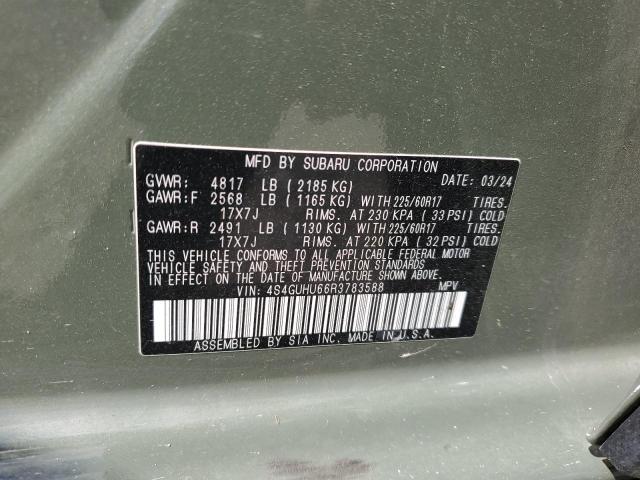 MFD BY SUBARU CORPORATION
GVWR: 4817 LB ( 2185 KG) DATE: 03/24
GAWR:F 2568 LB ( 1165 KG) WITH 225/60R17 TIRES.
17X7J RIMS. AT 230 KPA ( 33 PSI) COLD
GAWR:R 2491 LB ( 1130 KG) WITH 225/60R17 TIRES.
17X7J RIMS. AT 220 KPA ( 32 PSI) COLD
THIS VEHICLE CONFORMS TO ALL APPLICABLE FEDERAL MOTOR
VEHICLE SAFETY AND THEFT PREVENTION STANDARDS
IN EFFECT ON THE DATE OF MANUFACTURE SHOWN ABOVE.
VIN: 4S4GUHU66R3783588 MPV
ASSEMBLED BY SIA INC. MADE IN U.S.A.